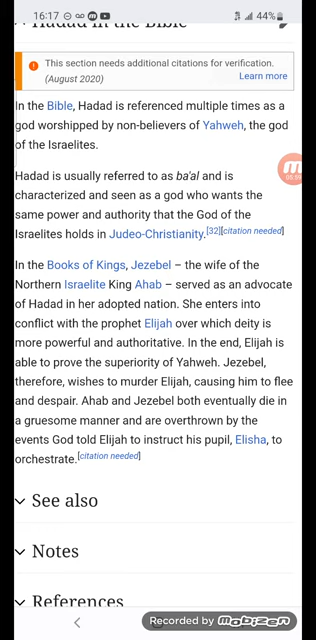 16:17
44%
Hadad in the Bible
This section needs additional citations for verification.
(August 2020)
Learn more
In the Bible, Hadad is referenced multiple times as a
god worshipped by non-believers of Yahweh, the god
of the Israelites.
08:59
Hadad is usually referred to as ba'al and is
characterized and seen as a god who wants the
same power and authority that the God of the
Israelites holds in Judeo-Christianity.[32][citation needed]
In the Books of Kings, Jezebel – the wife of the
Northern Israelite King Ahab – served as an advocate
of Hadad in her adopted nation. She enters into
conflict with the prophet Elijah over which deity is
more powerful and authoritative. In the end, Elijah is
able to prove the superiority of Yahweh. Jezebel,
therefore, wishes to murder Elijah, causing him to flee
and despair. Ahab and Jezebel both eventually die in
a gruesome manner and are overthrown by the
events God told Elijah to instruct his pupil, Elisha, to
orchestrate.[citation needed]
See also
Notes
References
Recorded by mobizen